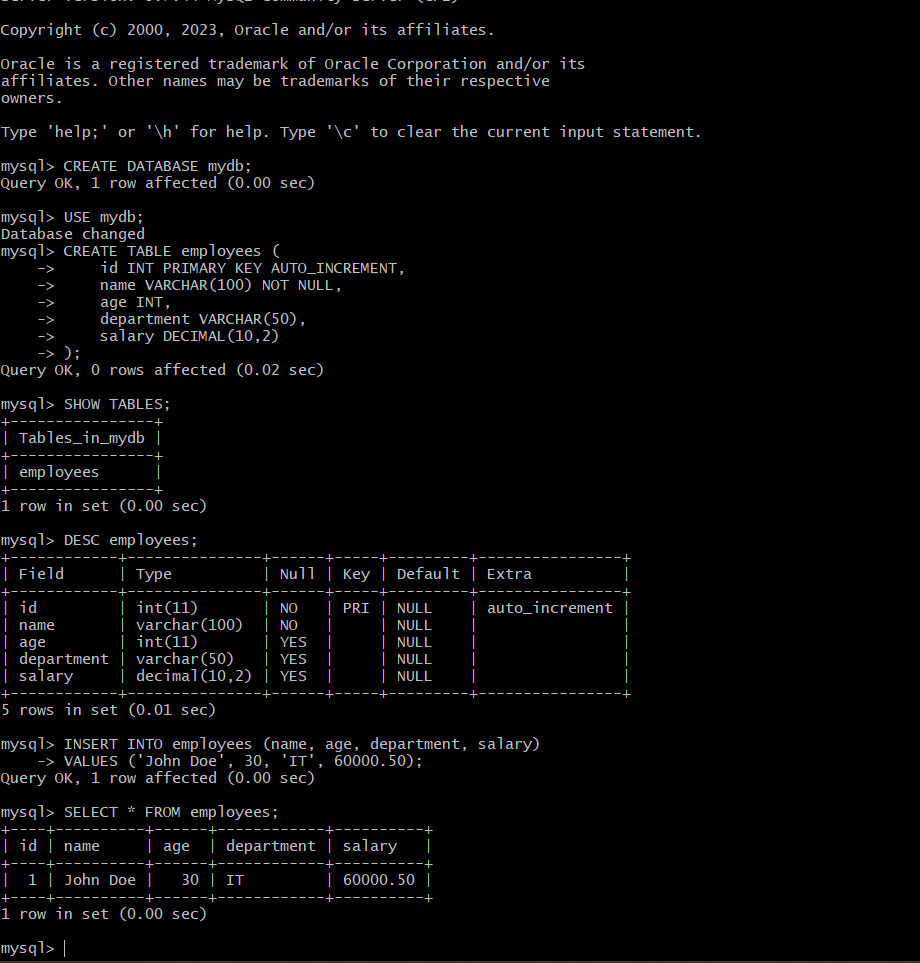 Copyright (c) 2000, 2023, Oracle and/or its affiliates.

Oracle is a registered trademark of Oracle Corporation and/or its
affiliates. Other names may be trademarks of their respective
owners.

Type 'help;' or '\h' for help. Type '\c' to clear the current input statement.

mysql> CREATE DATABASE mydb;
Query OK, 1 row affected (0.00 sec)

mysql> USE mydb;
Database changed
mysql> CREATE TABLE employees (
    ->     id INT PRIMARY KEY AUTO_INCREMENT,
    ->     name VARCHAR(100) NOT NULL,
    ->     age INT,
    ->     department VARCHAR(50),
    ->     salary DECIMAL(10,2)
    -> );
Query OK, 0 rows affected (0.02 sec)

mysql> SHOW TABLES;
+----------------+
| Tables_in_mydb |
+----------------+
| employees      |
+----------------+
1 row in set (0.00 sec)

mysql> DESC employees;
+------------+---------------+------+-----+---------+----------------+
| Field      | Type          | Null | Key | Default | Extra          |
+------------+---------------+------+-----+---------+----------------+
| id         | int(11)       | NO   | PRI | NULL    | auto_increment |
| name       | varchar(100)  | NO   |     | NULL    |                |
| age        | int(11)       | YES  |     | NULL    |                |
| department | varchar(50)   | YES  |     | NULL    |                |
| salary     | decimal(10,2) | YES  |     | NULL    |                |
+------------+---------------+------+-----+---------+----------------+
5 rows in set (0.01 sec)

mysql> INSERT INTO employees (name, age, department, salary)
    -> VALUES ('John Doe', 30, 'IT', 60000.50);
Query OK, 1 row affected (0.00 sec)

mysql> SELECT * FROM employees;
+----+----------+------+------------+----------+
| id | name     | age  | department | salary   |
+----+----------+------+------------+----------+
|  1 | John Doe |   30 | IT         | 60000.50 |
+----+----------+------+------------+----------+
1 row in set (0.00 sec)

mysql>